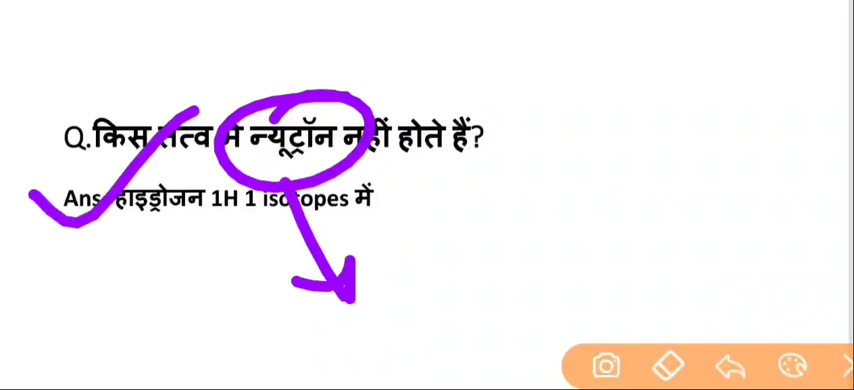 Q.किस तत्व मे न्यूट्रॉन नहीं होते हैं?
Ans हाइड्रोजन 1H 1 isotopes में